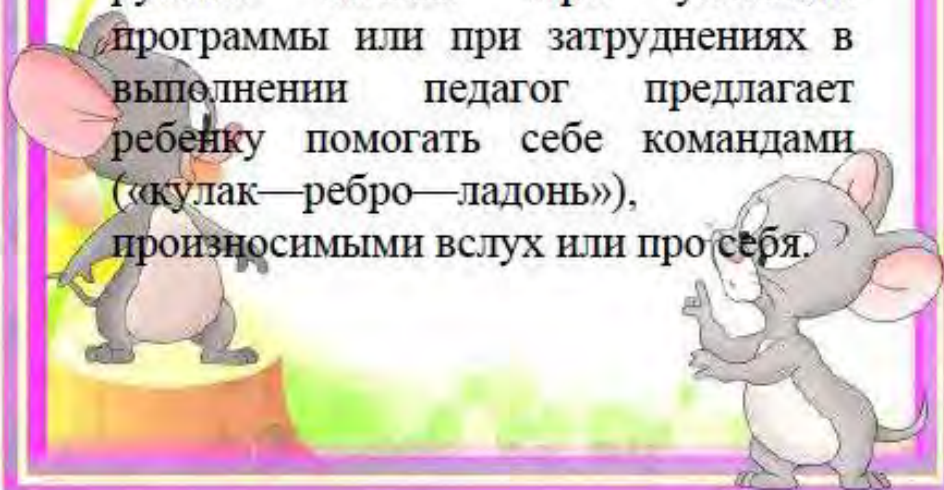 программы или при затруднениях в
выполнении педагог предлагает
ребенку помогать себе командами
(«кулак—ребро—ладонь»),
произносимыми вслух или про себя.